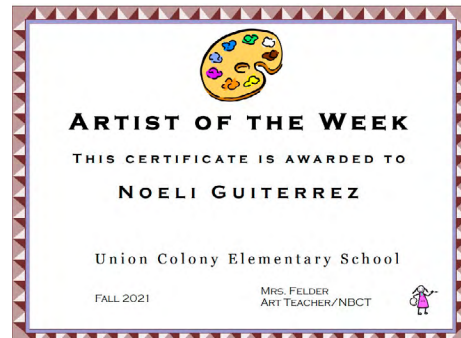 ARTIST OF THE WEEK
THIS CERTIFICATE IS AWARDED TO
NOELI GUITERREZ
Union Colony Elementary School
FALL 2021
MRS. FELDER
ART TEACHER/NBCT